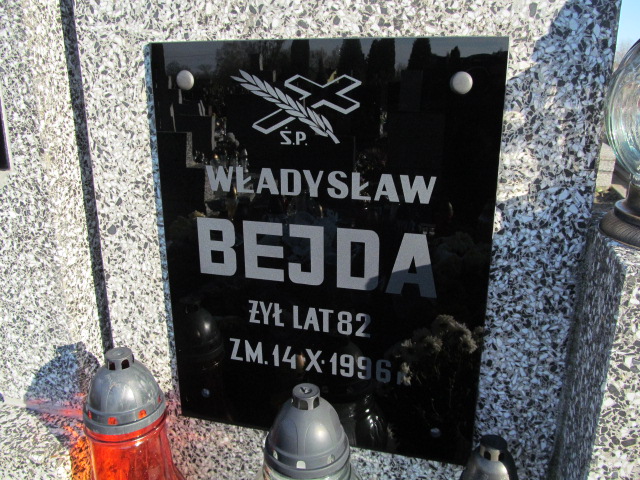 Ś.P.
WŁADYSŁAW
BEJDA
ŻYŁ LAT 82
ZM. 14 X·1996 r